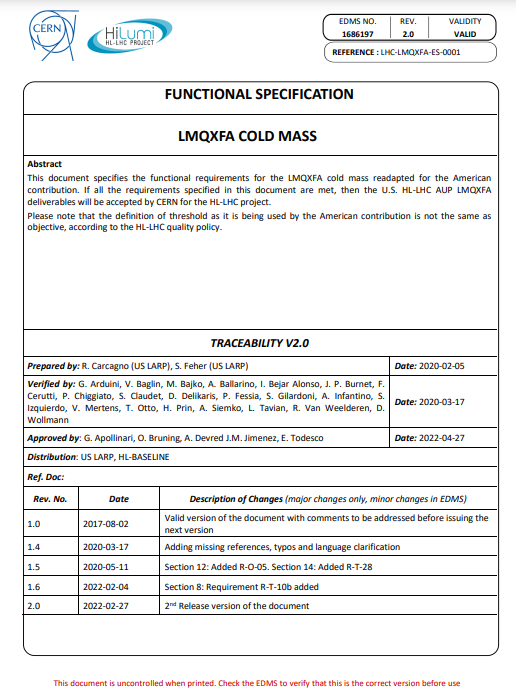 CERN
HiLumi
HL-LHC PROJECT
EDMS NO. REV. VALIDITY
1686197 2.0 VALID
REFERENCE : LHC-LMQXFA-ES-0001
FUNCTIONAL SPECIFICATION
LMQXFA COLD MASS
Abstract
This document specifies the functional requirements for the LMQXFA cold mass readapted for the American
contribution. If all the requirements specified in this document are met, then the U.S. HL-LHC AUP LMQXFA
deliverables will be accepted by CERN for the HL-LHC project.
Please note that the definition of threshold as it is being used by the American contribution is not the same as
objective, according to the HL-LHC quality policy.
TRACEABILITY V2.0
Prepared by: R. Carcagno (US LARP), S. Feher (US LARP) Date: 2020-02-05
Verified by: G. Arduini, V. Baglin, M. Bajko, A. Ballarino, I. Bejar Alonso, J. P. Burnet, F.
Cerutti, P. Chiggiato, S. Claudet, D. Delikaris, P. Fessia, S. Gilardoni, A. Infantino, S.
Izquierdo, V. Mertens, T. Otto, H. Prin, A. Siemko, L. Tavian, R. Van Weelderen, D.
Wollmann
Date: 2020-03-17
Approved by: G. Apollinari, O. Bruning, A. Devred J.M. Jimenez, E. Todesco Date: 2022-04-27
Distribution: US LARP, HL-BASELINE
Ref. Doc:
Rev. No. Date Description of Changes (major changes only, minor changes in EDMS)
1.0 2017-08-02 Valid version of the document with comments to be addressed before issuing the
next version
1.4 2020-03-17 Adding missing references, typos and language clarification
1.5 2020-05-11 Section 12: Added R-O-05. Section 14: Added R-T-28
1.6 2022-02-04 Section 8: Requirement R-T-10b added
2.0 2022-02-27 2nd Release version of the document
This document is uncontrolled when printed. Check the EDMS to verify that this is the correct version before use